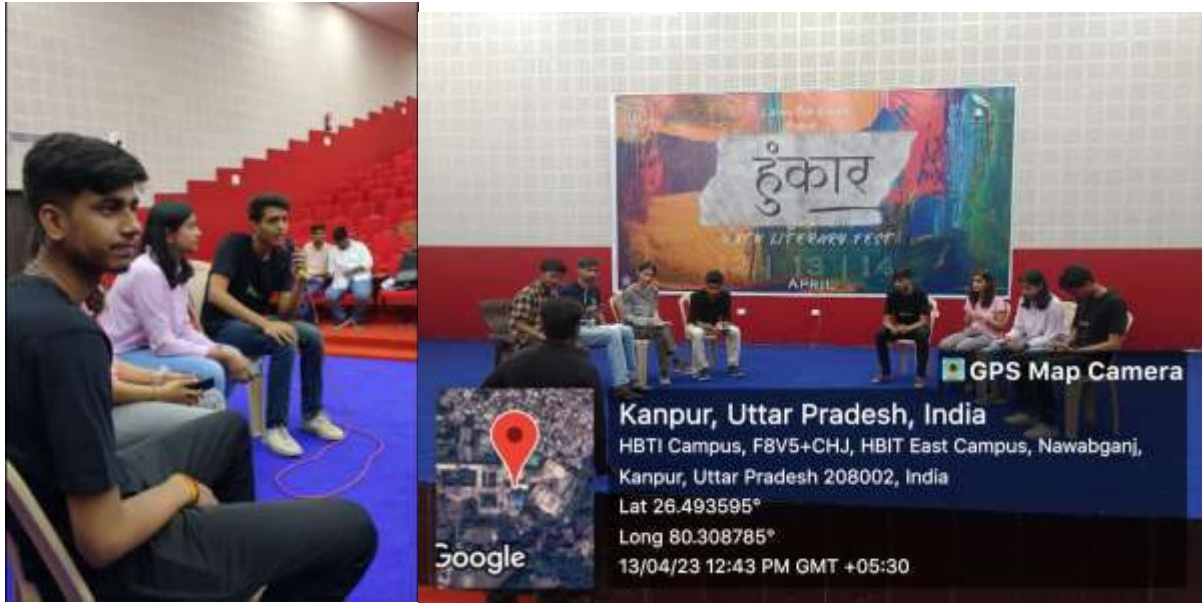 हुंकार
LITERARY FEST
13 | 14
APRIL
GPS Map Camera
Kanpur, Uttar Pradesh, India
HBTI Campus, F8V5+CHJ, HBIT East Campus, Nawabganj,
Kanpur, Uttar Pradesh 208002, India
Lat 26.493595°
Long 80.308785°
13/04/23 12:43 PM GMT +05:30
Google